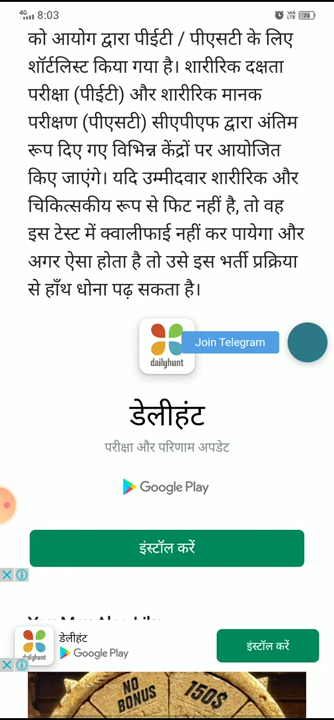 4G 8:03
को आयोग द्वारा पीईटी / पीएसटी के लिए
शॉर्टलिस्ट किया गया है। शारीरिक दक्षता
परीक्षा (पीईटी) और शारीरिक मानक
परीक्षण (पीएसटी) सीएपीएफ द्वारा अंतिम
रूप दिए गए विभिन्न केंद्रों पर आयोजित
किए जाएंगे। यदि उम्मीदवार शारीरिक और
चिकित्सकीय रूप से फिट नहीं है, तो वह
इस टेस्ट में क्वालीफाई नहीं कर पायेगा और
अगर ऐसा होता है तो उसे इस भर्ती प्रक्रिया
से हाँथ धोना पढ़ सकता है।
Join Telegram
dailyhunt
डेलीहंट
परीक्षा और परिणाम अपडेट
Google Play
इंस्टॉल करें
डेलीहंट
dailyhunt
Google Play
इंस्टॉल करें
NO
BONUS
150$